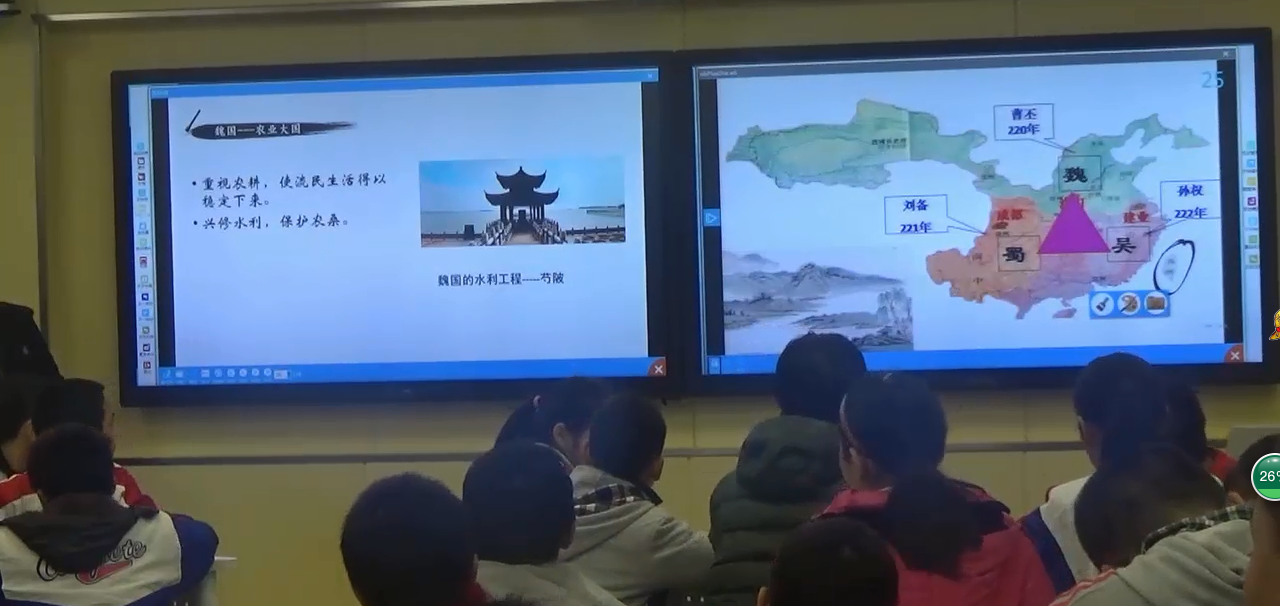 魏国---农业大国
• 重视农耕，使流民生活得以
稳定下来。
• 兴修水利，保护农桑。
魏国的水利工程----芍陂
25
曹丕
220年
魏
孙权
222年
刘备
221年
成都
建业
蜀
吴
26%